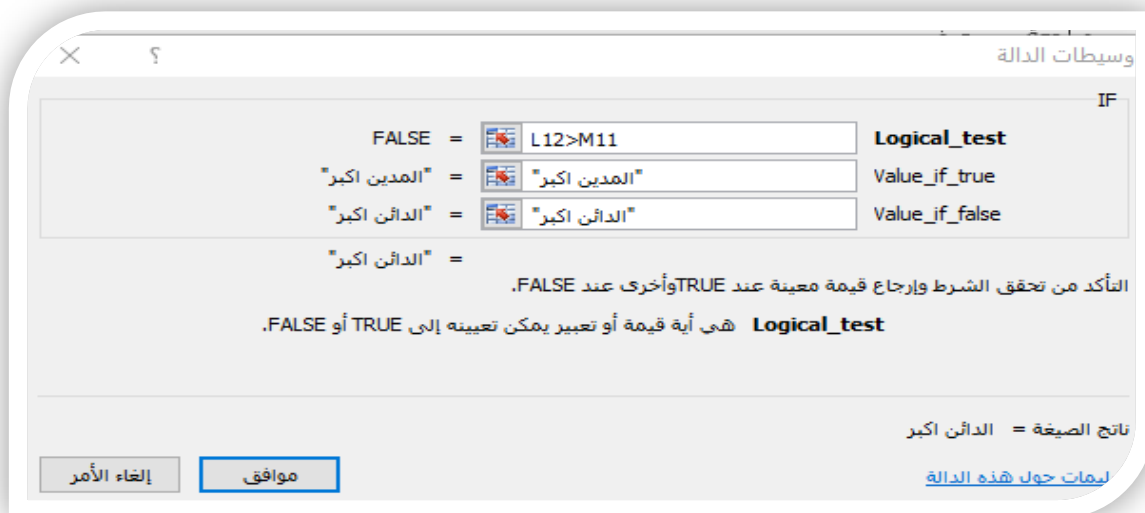 وسيطات الدالة ؟ ×
IF
Logical_test L12>M11 = FALSE
Value_if_true "المدين اكبر" = "المدين اكبر"
Value_if_false "الدائن اكبر" = "الدائن اكبر"
= "الدائن اكبر"
التأكد من تحقق الشرط وإرجاع قيمة معينة عند TRUEوأخرى عند FALSE.
Logical_test هي أية قيمة أو تعبير يمكن تعيينه إلى TRUE أو FALSE.
ناتج الصيغة = الدائن اكبر
ليمات حول هذه الدالة
موافق إلغاء الأمر